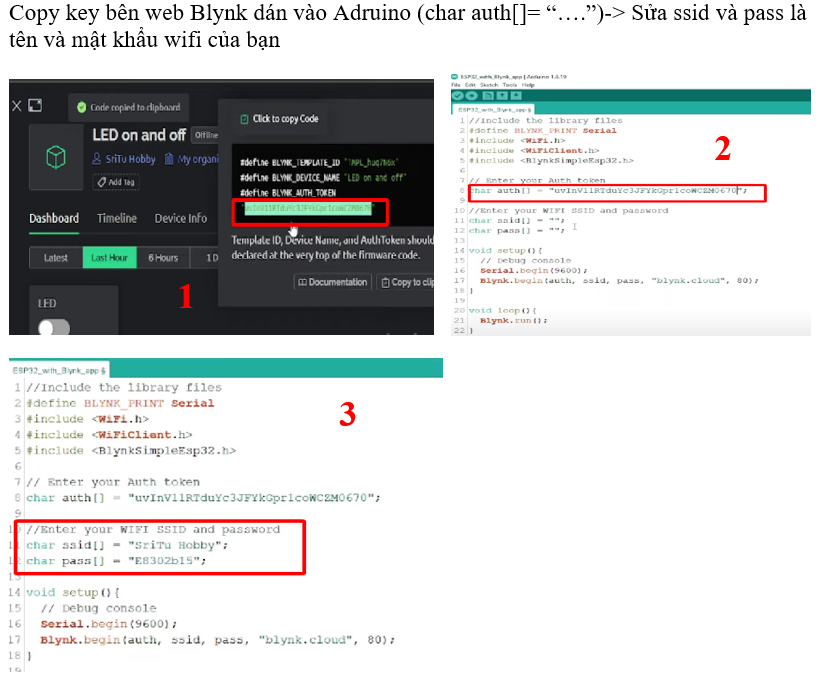 Copy key bên web Blynk dán vào Adruino (char auth[]= “….”)-> Sửa ssid và pass là
tên và mật khẩu wifi của bạn
Code copied to clipboard
LED on and off Offline
SriTu Hobby My organi
Add tag
Dashboard Timeline Device Info
Latest Last Hour 6 Hours 1 D
LED
Click to copy Code
#define BLYNK_TEMPLATE_ID
#define BLYNK_DEVICE_NAME "LED on and off"
#define BLYNK_AUTH_TOKEN
Template ID, Device Name, and AuthToken should
declared at the very top of the firmware code.
Documentation Copy to clip
1
ESP32_with_Blynk_app | Arduino 1.8.19
File Edit Sketch Tools Help
ESP32_with_Blynk_app §
1 //Include the library files
2 #define BLYNK_PRINT Serial
3 #include <WiFi.h>
4 #include <WiFiClient.h>
5 #include <BlynkSimpleEsp32.h>
6
7 // Enter your Auth token
8 char auth[] = "uvInV11RTduYc3JFYkGpr1coWCZM0670";
9
10 //Enter your WIFI SSID and password
11 char ssid[] = "";
12 char pass[] = "";
13
14 void setup(){
15 // Debug console
16 Serial.begin(9600);
17 Blynk.begin(auth, ssid, pass, "blynk.cloud", 80);
18 }
19
20 void loop(){
21 Blynk.run();
22 }
2
ESP32_with_Blynk_app §
1 //Include the library files
2 #define BLYNK_PRINT Serial
3 #include <WiFi.h>
4 #include <WiFiClient.h>
5 #include <BlynkSimpleEsp32.h>
6
7 // Enter your Auth token
8 char auth[] = "uvInV11RTduYc3JFYkGpr1coWCZM0670";
9
10 //Enter your WIFI SSID and password
11 char ssid[] = "SriTu Hobby";
12 char pass[] = "E8302b15";
13
14 void setup(){
15 // Debug console
16 Serial.begin(9600);
17 Blynk.begin(auth, ssid, pass, "blynk.cloud", 80);
18 }
19
3